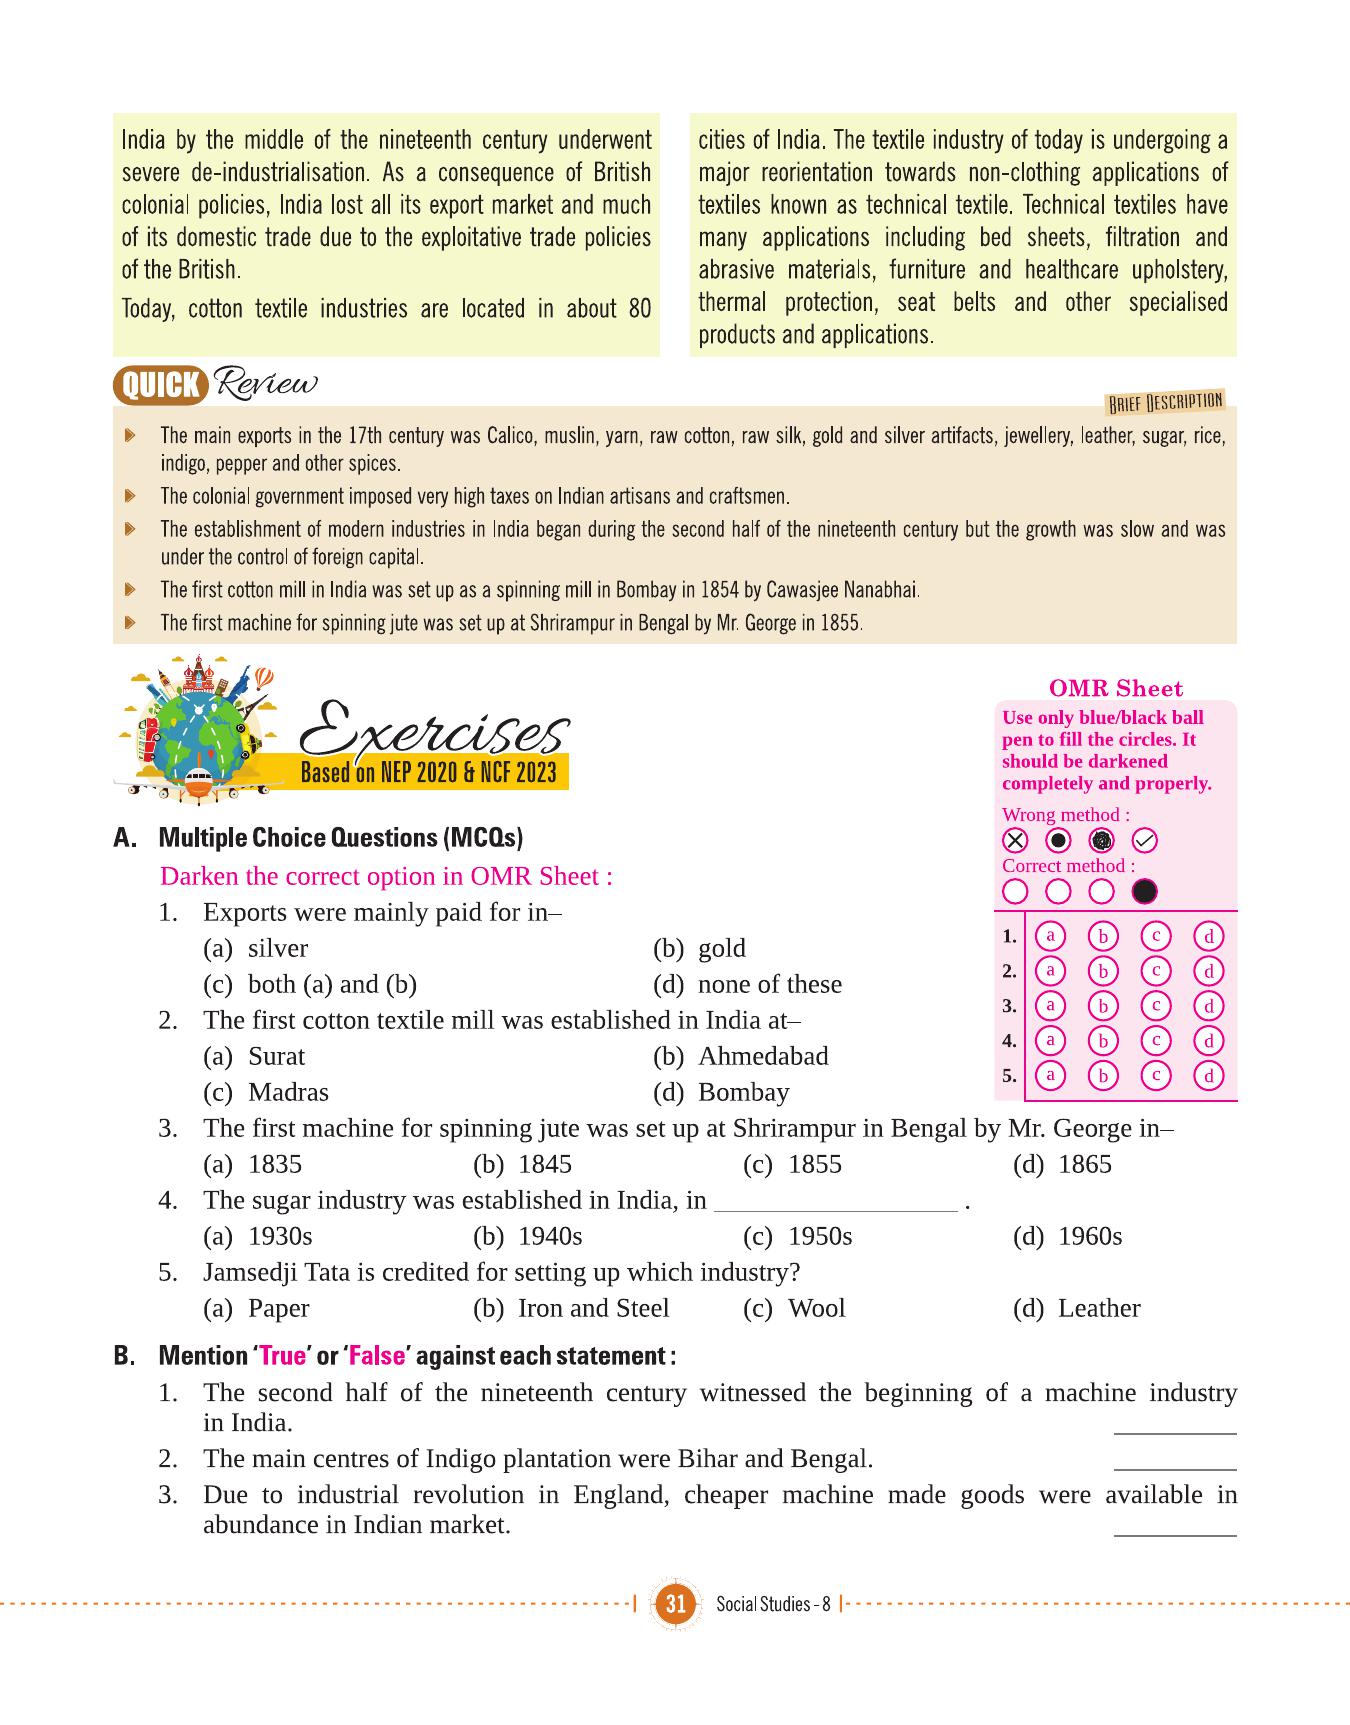 India by the middle of the nineteenth century underwent
severe de-industrialisation. As a consequence of British
colonial policies, India lost all its export market and much
of its domestic trade due to the exploitative trade policies
of the British.
Today, cotton textile industries are located in about 80
cities of India. The textile industry of today is undergoing a
major reorientation towards non-clothing applications of
textiles known as technical textile. Technical textiles have
many applications including bed sheets, filtration and
abrasive materials, furniture and healthcare upholstery,
thermal protection, seat belts and other specialised
products and applications.
QUICK Review
BRIEF DESCRIPTION
The main exports in the 17th century was Calico, muslin, yarn, raw cotton, raw silk, gold and silver artifacts, jewellery, leather, sugar, rice,
indigo, pepper and other spices.
The colonial government imposed very high taxes on Indian artisans and craftsmen.
The establishment of modern industries in India began during the second half of the nineteenth century but the growth was slow and was
under the control of foreign capital.
The first cotton mill in India was set up as a spinning mill in Bombay in 1854 by Cawasjee Nanabhai.
The first machine for spinning jute was set up at Shrirampur in Bengal by Mr. George in 1855.
Exercises
Based on NEP 2020 & NCF 2023
OMR Sheet
Use only blue/black ball
pen to fill the circles. It
should be darkened
completely and properly.
Wrong method :
Correct method :
1. a b c d
2. a b c d
3. a b c d
4. a b c d
5. a b c d
A. Multiple Choice Questions (MCQs)
Darken the correct option in OMR Sheet :
1. Exports were mainly paid for in–
(a) silver (b) gold
(c) both (a) and (b) (d) none of these
2. The first cotton textile mill was established in India at–
(a) Surat (b) Ahmedabad
(c) Madras (d) Bombay
3. The first machine for spinning jute was set up at Shrirampur in Bengal by Mr. George in–
(a) 1835 (b) 1845 (c) 1855 (d) 1865
4. The sugar industry was established in India, in __________________ .
(a) 1930s (b) 1940s (c) 1950s (d) 1960s
5. Jamsedji Tata is credited for setting up which industry?
(a) Paper (b) Iron and Steel (c) Wool (d) Leather
B. Mention ‘True’ or ‘False’ against each statement :
1. The second half of the nineteenth century witnessed the beginning of a machine industry
in India. _________
2. The main centres of Indigo plantation were Bihar and Bengal. _________
3. Due to industrial revolution in England, cheaper machine made goods were available in
abundance in Indian market. _________
31 Social Studies - 8